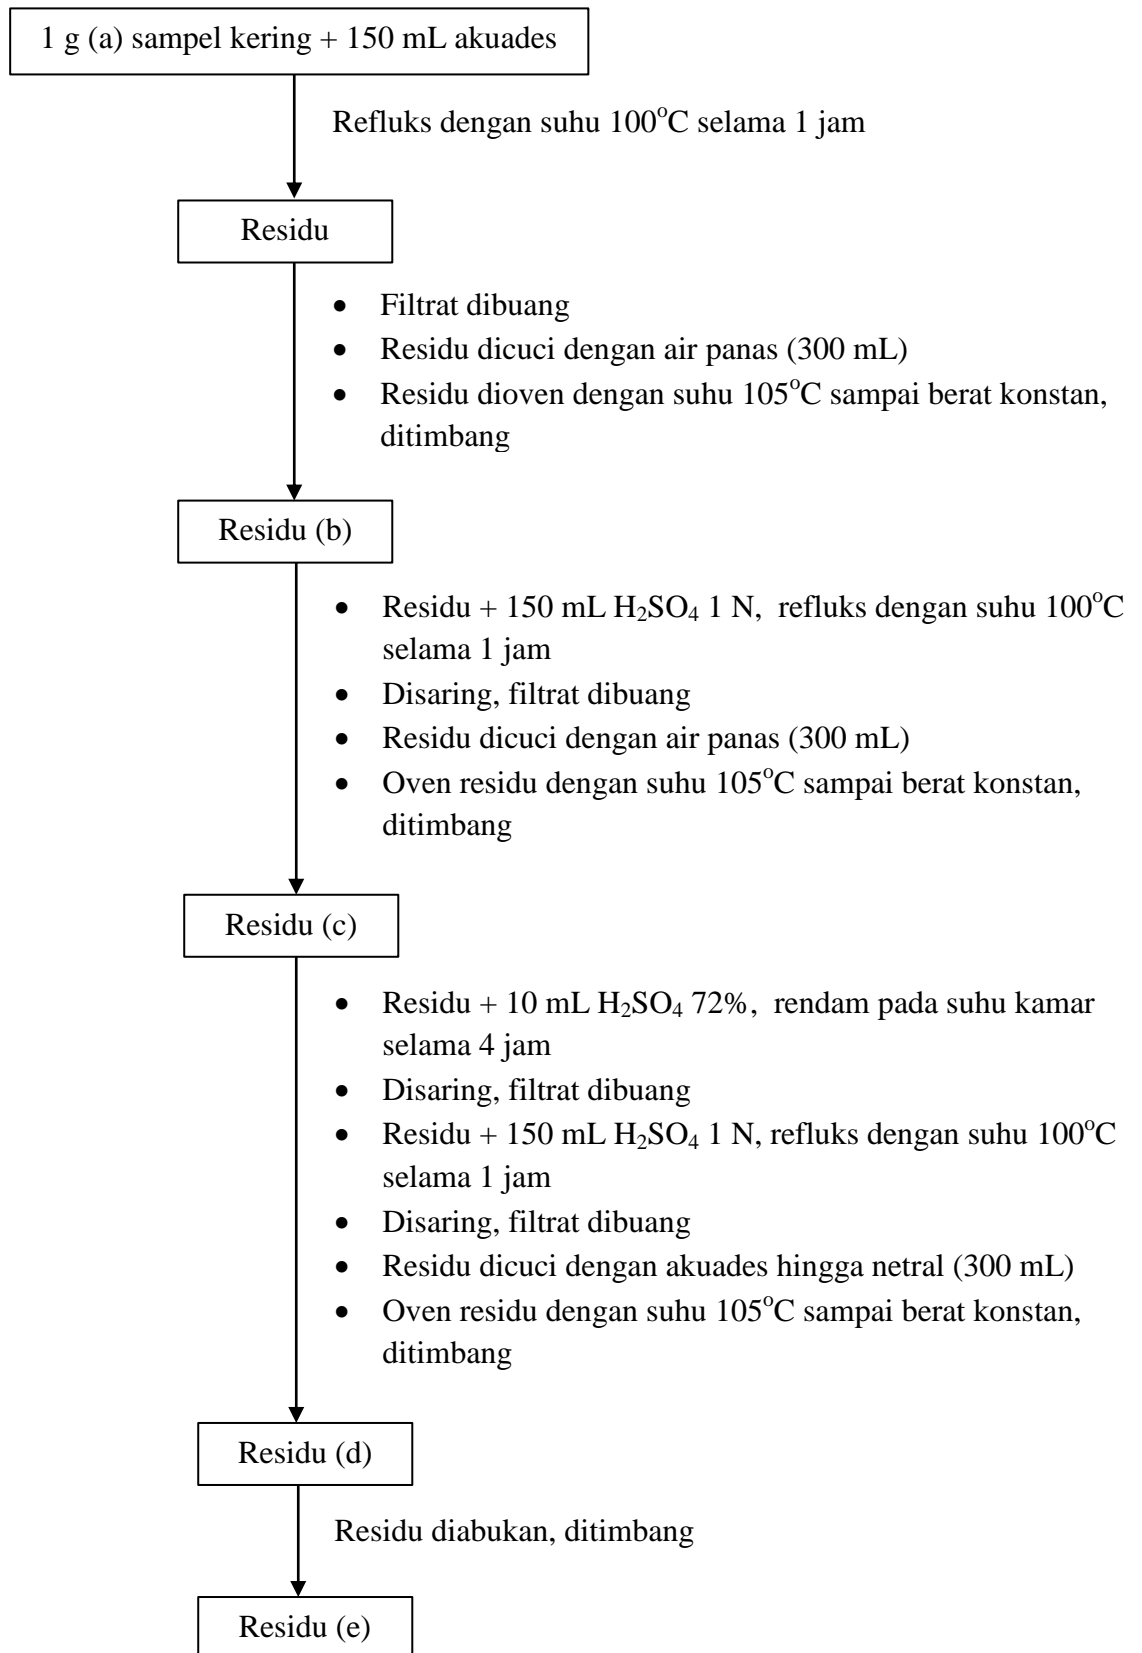 1 g (a) sampel kering + 150 mL akuades
Refluks dengan suhu 100°C selama 1 jam
Residu
• Filtrat dibuang
• Residu dicuci dengan air panas (300 mL)
• Residu dioven dengan suhu 105°C sampai berat konstan,
ditimbang
Residu (b)
• Residu + 150 mL H₂SO₄ 1 N, refluks dengan suhu 100°C
selama 1 jam
• Disaring, filtrat dibuang
• Residu dicuci dengan air panas (300 mL)
• Oven residu dengan suhu 105°C sampai berat konstan,
ditimbang
Residu (c)
• Residu + 10 mL H₂SO₄ 72%, rendam pada suhu kamar
selama 4 jam
• Disaring, filtrat dibuang
• Residu + 150 mL H₂SO₄ 1 N, refluks dengan suhu 100°C
selama 1 jam
• Disaring, filtrat dibuang
• Residu dicuci dengan akuades hingga netral (300 mL)
• Oven residu dengan suhu 105°C sampai berat konstan,
ditimbang
Residu (d)
Residu diabukan, ditimbang
Residu (e)